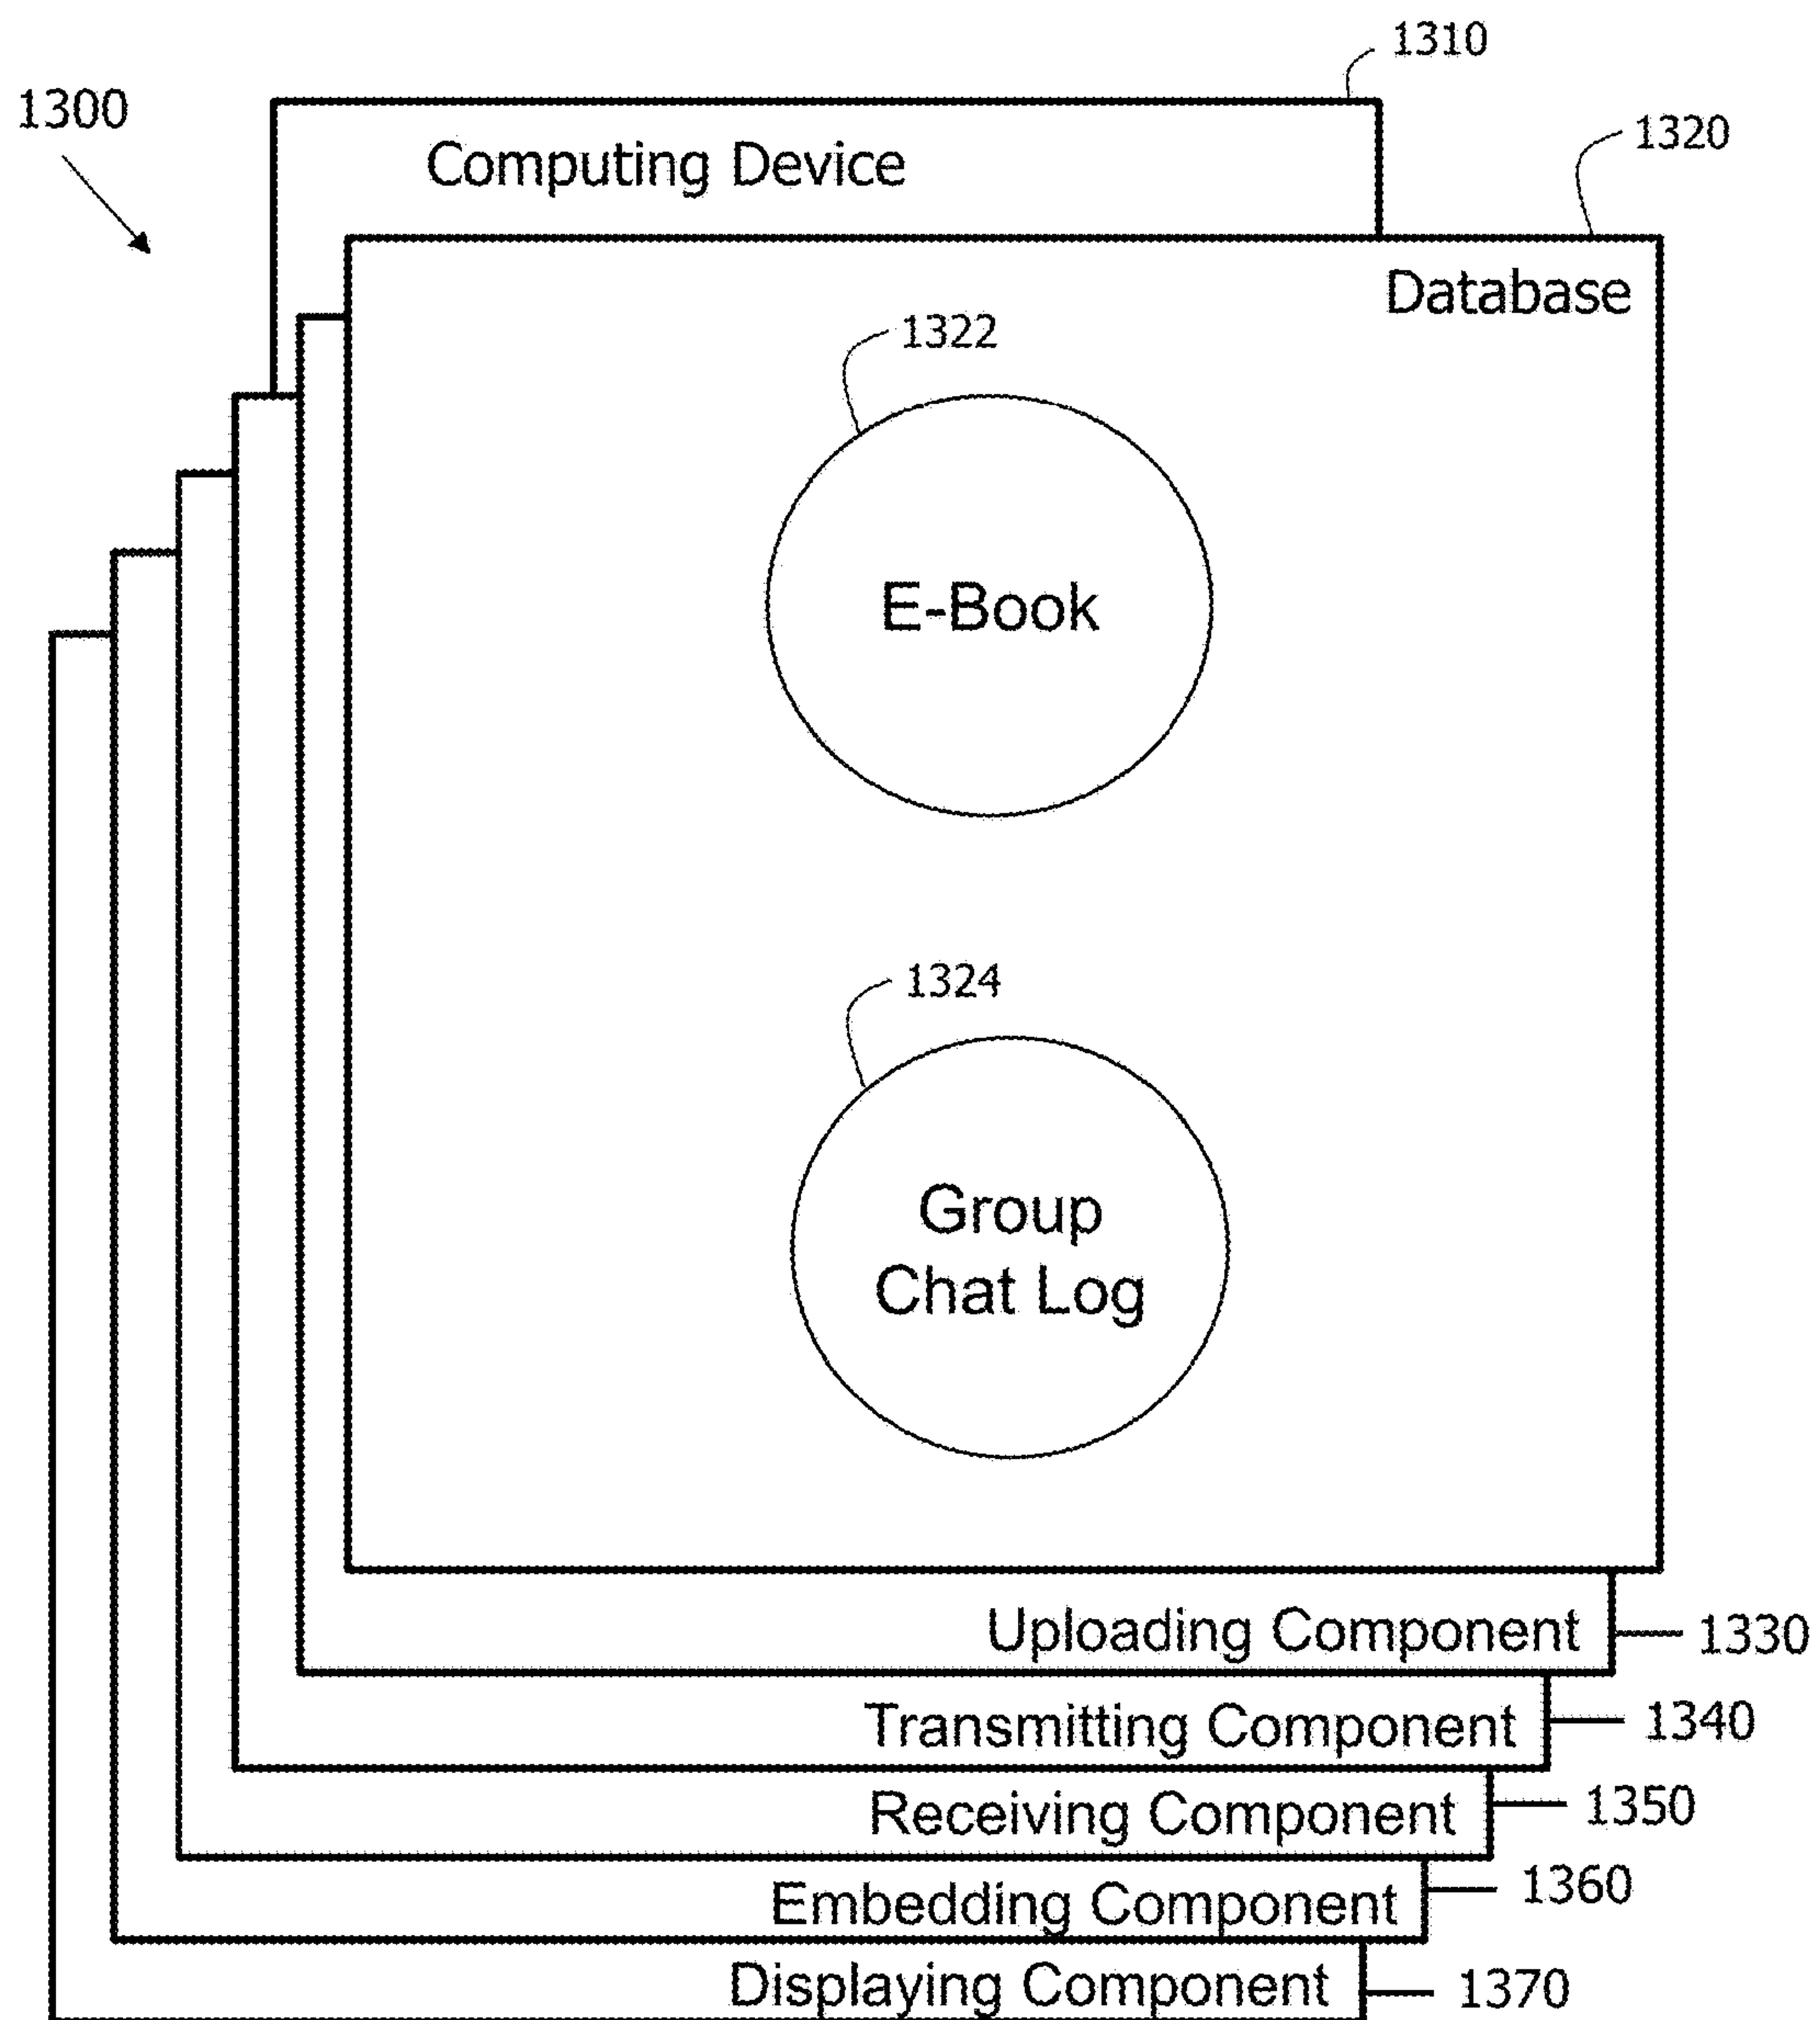 1310
1300
Computing Device
1320
Database
1322
E-Book
1324
Group
Chat Log
Uploading Component
1330
Transmitting Component
1340
Receiving Component
1350
Embedding Component
1360
Displaying Component
1370